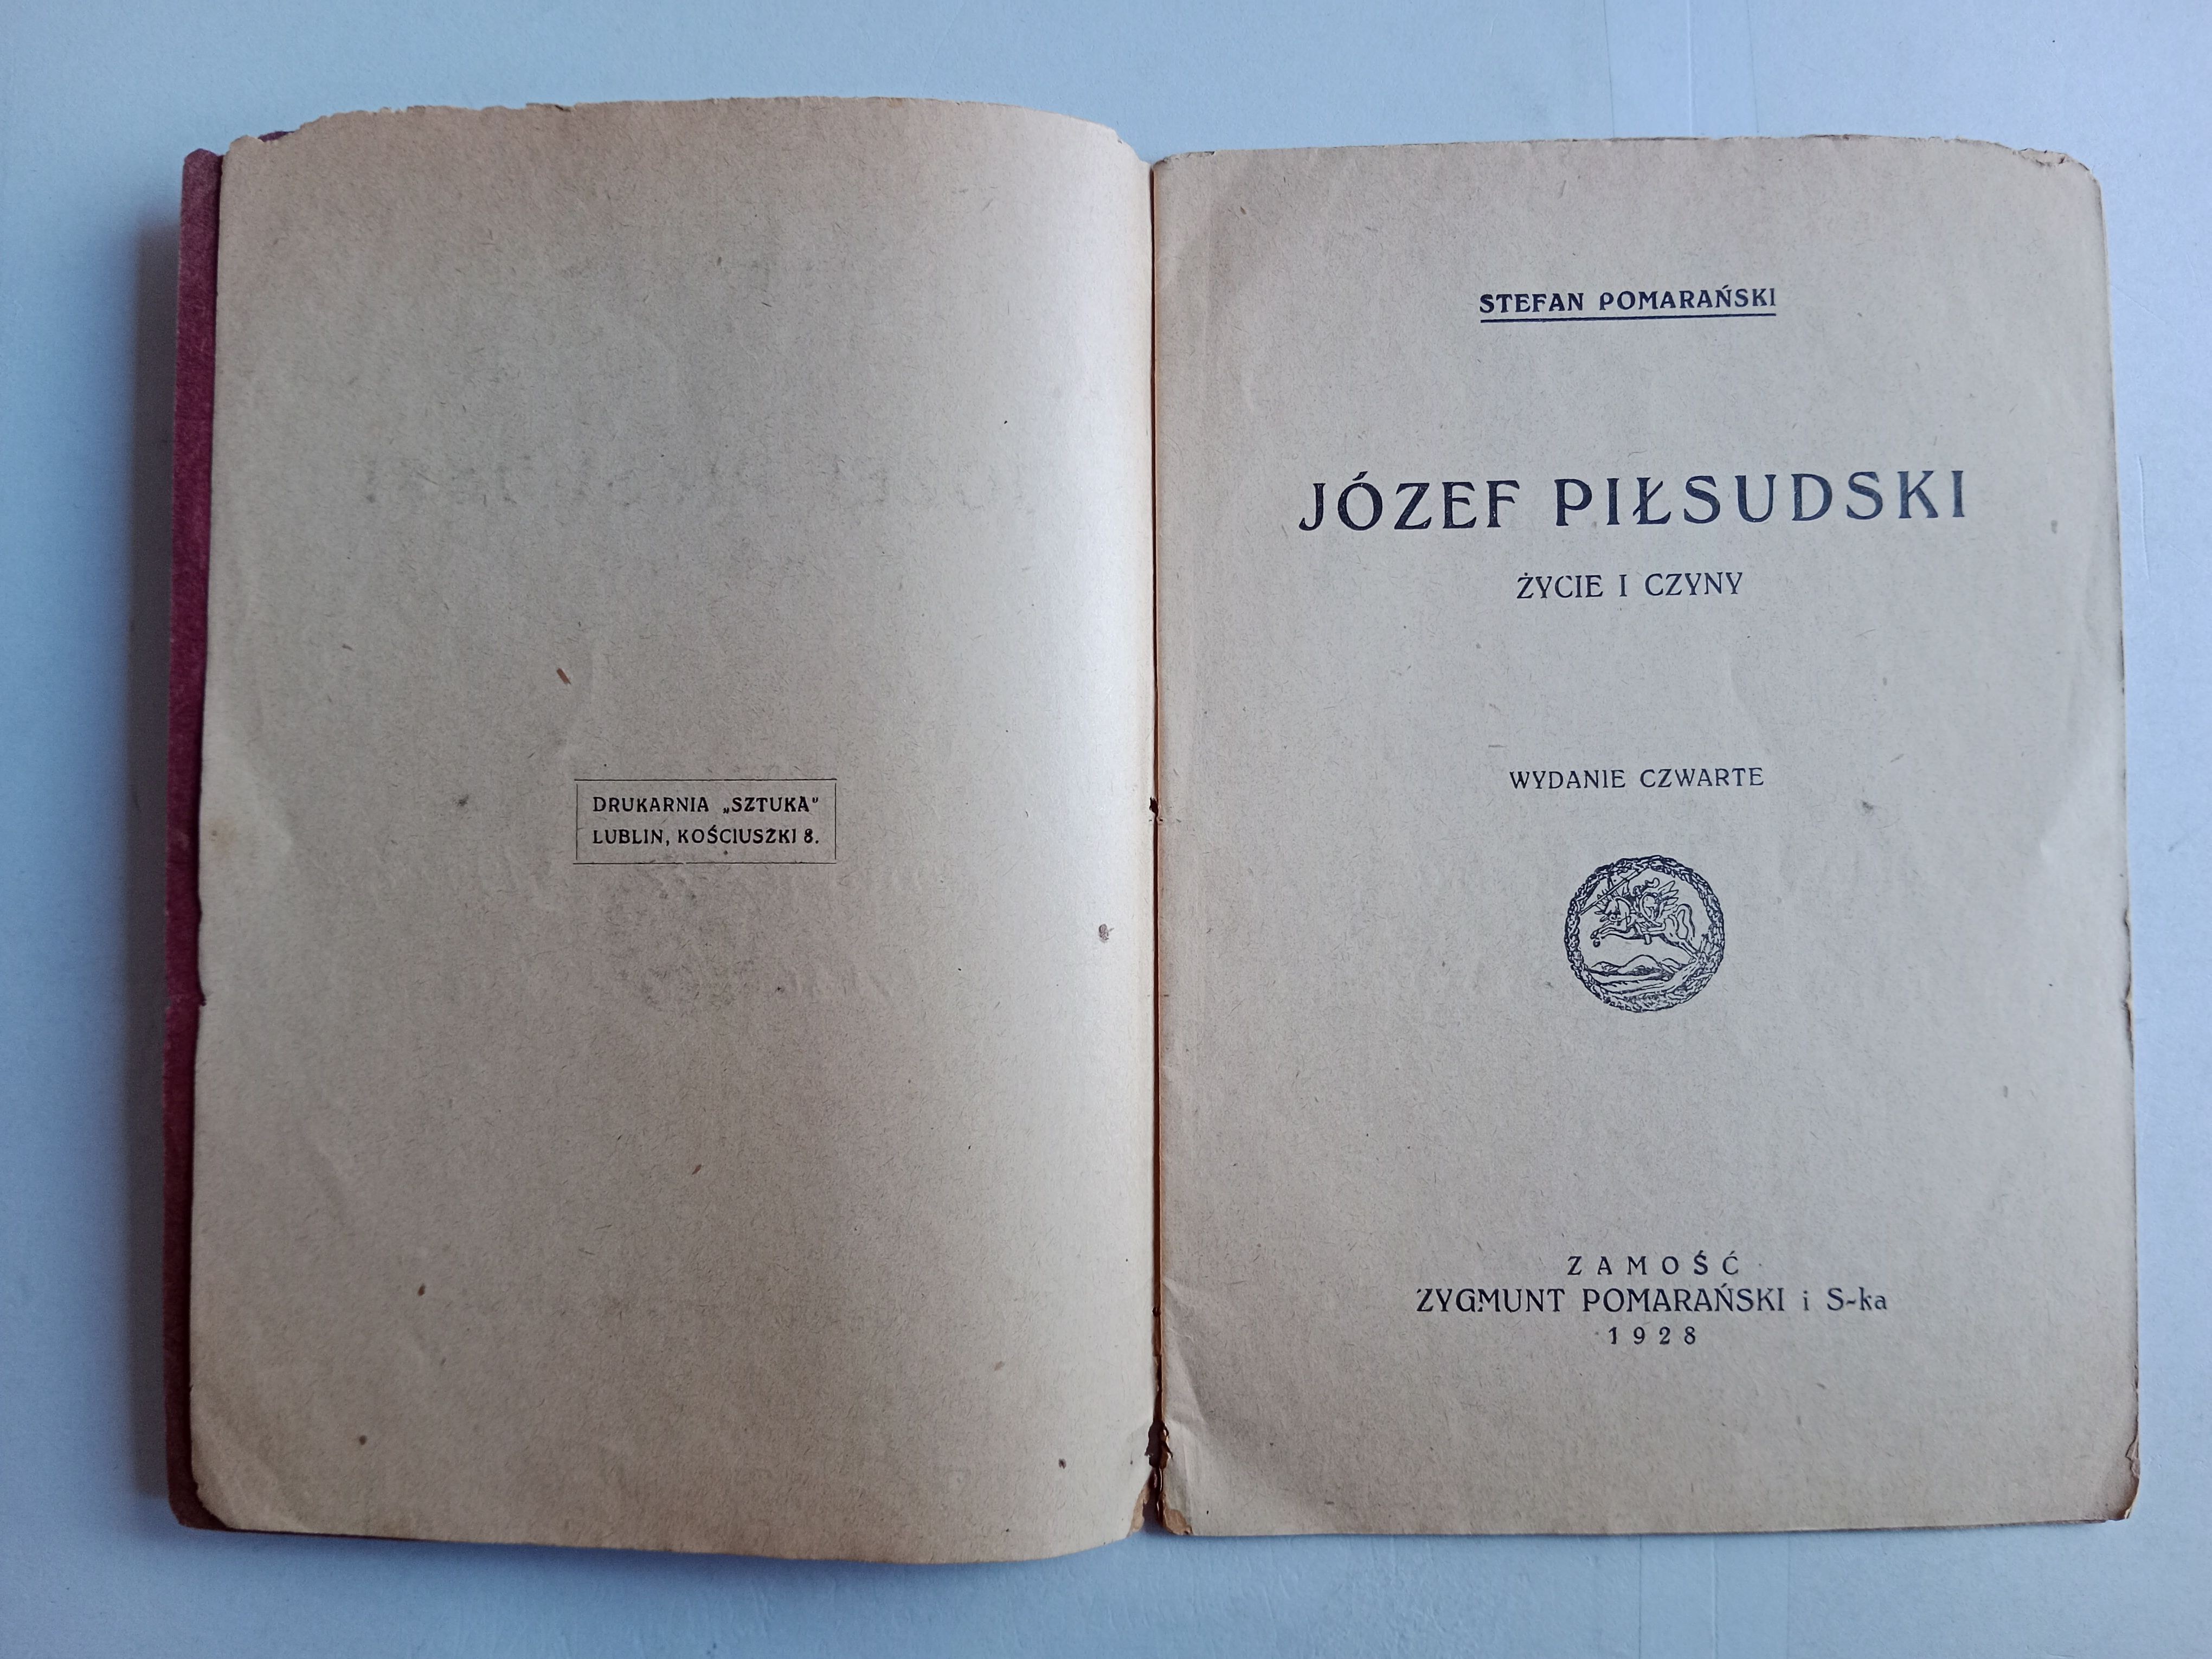 DRUKARNIA „SZTUKA"
LUBLIN, KOŚCIUSZKI 8.
STEFAN POMARAŃSKI
JÓZEF PIŁSUDSKI
ŻYCIE I CZYNY
WYDANIE CZWARTE
ZAMOŚĆ
ZYGMUNT POMARAŃSKI i S-ka
1928